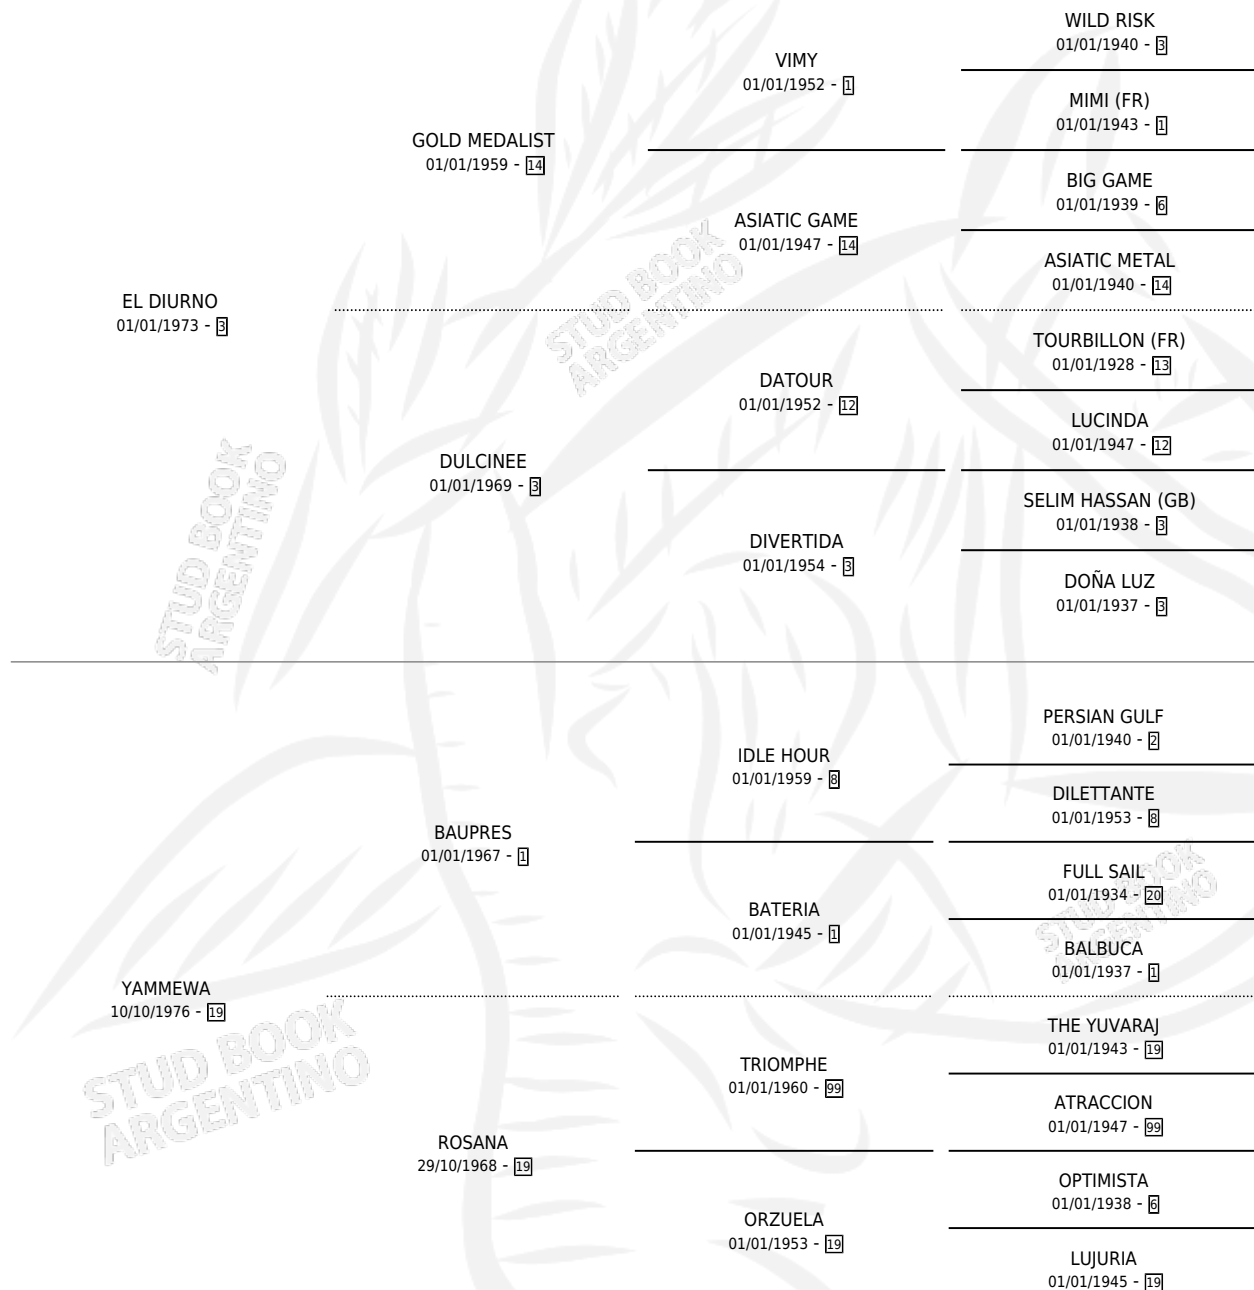 WILD RISK
01/01/1940 - 3
VIMY
01/01/1952 - 1
MIMI (FR)
01/01/1943 - 1
GOLD MEDALIST
01/01/1959 - 14
BIG GAME
01/01/1939 - 6
ASIATIC GAME
01/01/1947 - 14
ASIATIC METAL
01/01/1940 - 14
EL DIURNO
01/01/1973 - 3
TOURBILLON (FR)
01/01/1928 - 13
DATOUR
01/01/1952 - 12
LUCINDA
01/01/1947 - 12
DULCINEE
01/01/1969 - 3
SELIM HASSAN (GB)
01/01/1938 - 3
DIVERTIDA
01/01/1954 - 3
DOÑA LUZ
01/01/1937 - 3
PERSIAN GULF
01/01/1940 - 2
IDLE HOUR
01/01/1959 - 8
DILETTANTE
01/01/1953 - 8
BAUPRES
01/01/1967 - 1
FULL SAIL
01/01/1934 - 20
BATERIA
01/01/1945 - 1
BALBUCA
01/01/1937 - 1
YAMMEWA
10/10/1976 - 19
THE YUVARAJ
01/01/1943 - 19
TRIOMPHE
01/01/1960 - 99
ATRACCION
01/01/1947 - 99
ROSANA
29/10/1968 - 19
OPTIMISTA
01/01/1938 - 6
ORZUELA
01/01/1953 - 19
LUJURIA
01/01/1945 - 19
STUD BOOK
ARGENTINO
STUD BOOK
ARGENTINO
STUD BOOK
ARGENTINO
STUD BOOK
ARGENTINO